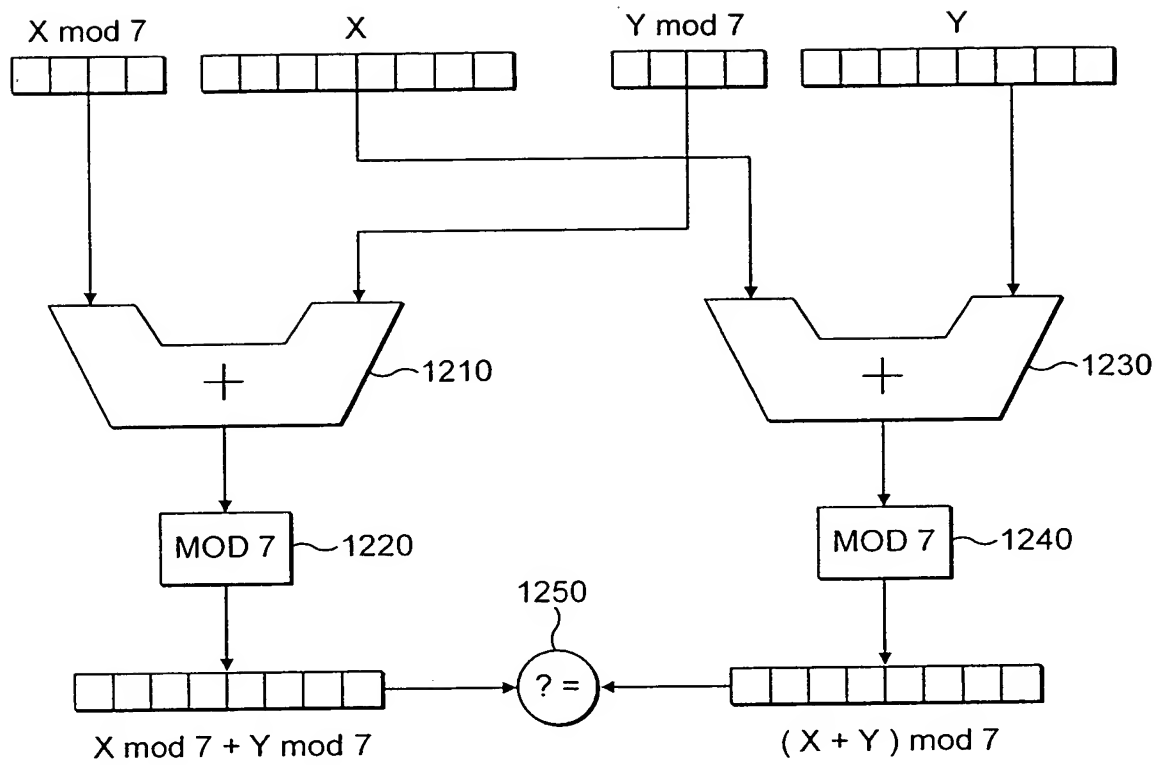 X mod 7
X
Y mod 7
Y
+
1210
+
1230
MOD 7
1220
MOD 7
1240
1250
? =
X mod 7 + Y mod 7
( X + Y ) mod 7